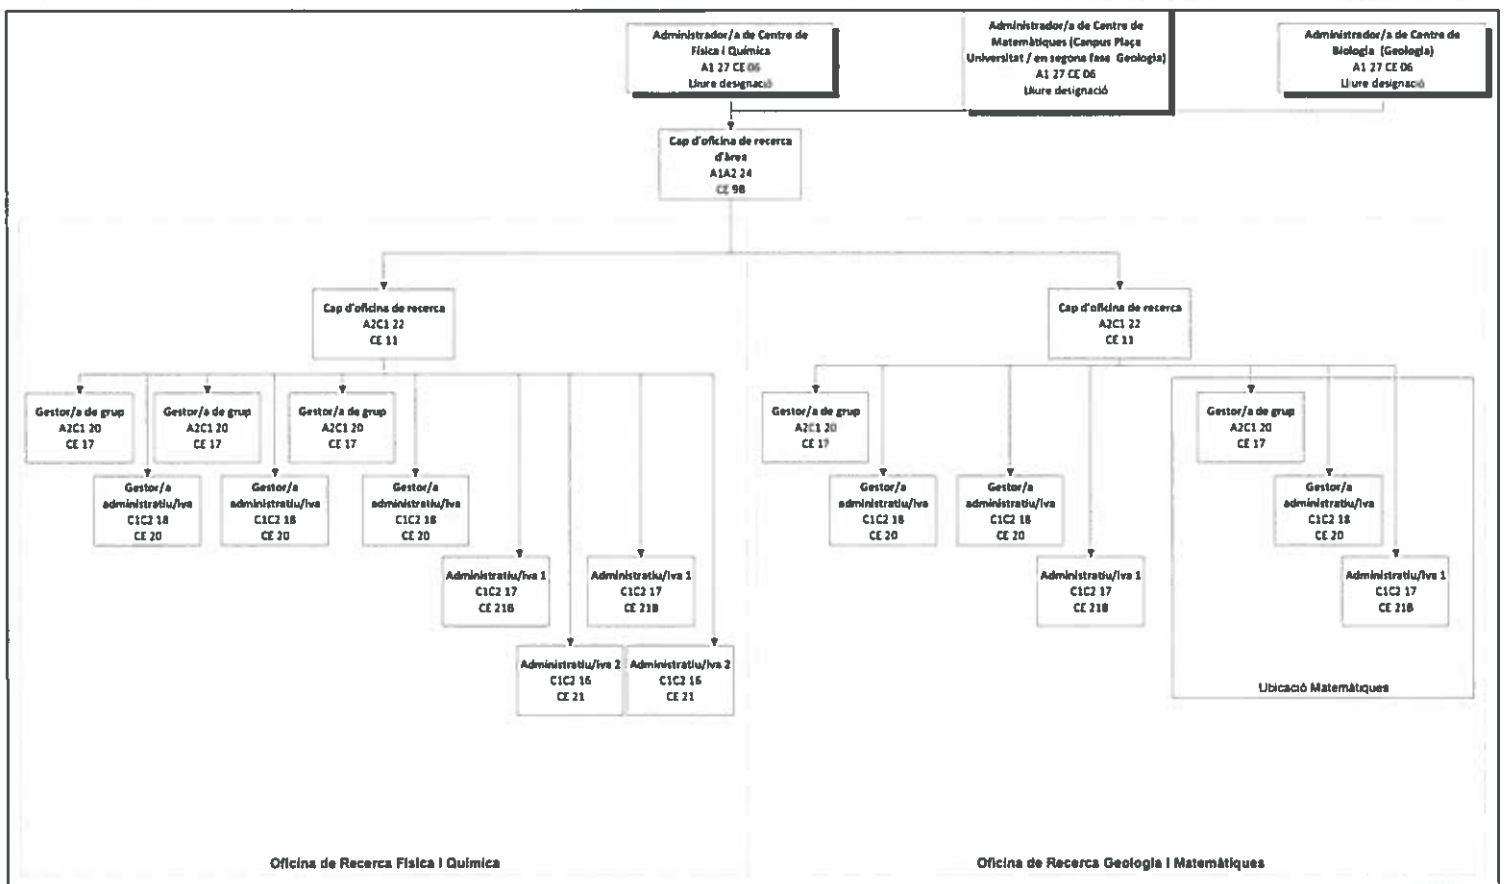 Administrador/a de Centre de
Física i Química
A1 27 CE 06
Lliure designació
Administrador/a de Centre de
Matemàtiques (Campus Plaça
Universitat / en segona fase Geologia)
A1 27 CE 06
Lliure designació
Administrador/a de Centre de
Biologia (Geologia)
A1 27 CE 06
Lliure designació
Cap d'oficina de recerca
d'àrea
A1A2 24
CE 9B
Cap d'oficina de recerca
A2C1 22
CE 11
Cap d'oficina de recerca
A2C1 22
CE 11
Gestor/a de grup
A2C1 20
CE 17
Gestor/a de grup
A2C1 20
CE 17
Gestor/a de grup
A2C1 20
CE 17
Gestor/a
administratiu/iva
C1C2 18
CE 20
Gestor/a
administratiu/iva
C1C2 18
CE 20
Gestor/a
administratiu/iva
C1C2 18
CE 20
Administratiu/iva 1
C1C2 17
CE 21B
Administratiu/iva 1
C1C2 17
CE 21B
Administratiu/iva 2
C1C2 16
CE 21
Administratiu/iva 2
C1C2 16
CE 21
Gestor/a de grup
A2C1 20
CE 17
Gestor/a
administratiu/iva
C1C2 18
CE 20
Gestor/a
administratiu/iva
C1C2 18
CE 20
Administratiu/iva 1
C1C2 17
CE 21B
Gestor/a de grup
A2C1 20
CE 17
Gestor/a
administratiu/iva
C1C2 18
CE 20
Administratiu/iva 1
C1C2 17
CE 21B
Ubicació Matemàtiques
Oficina de Recerca Física i Química
Oficina de Recerca Geologia i Matemàtiques